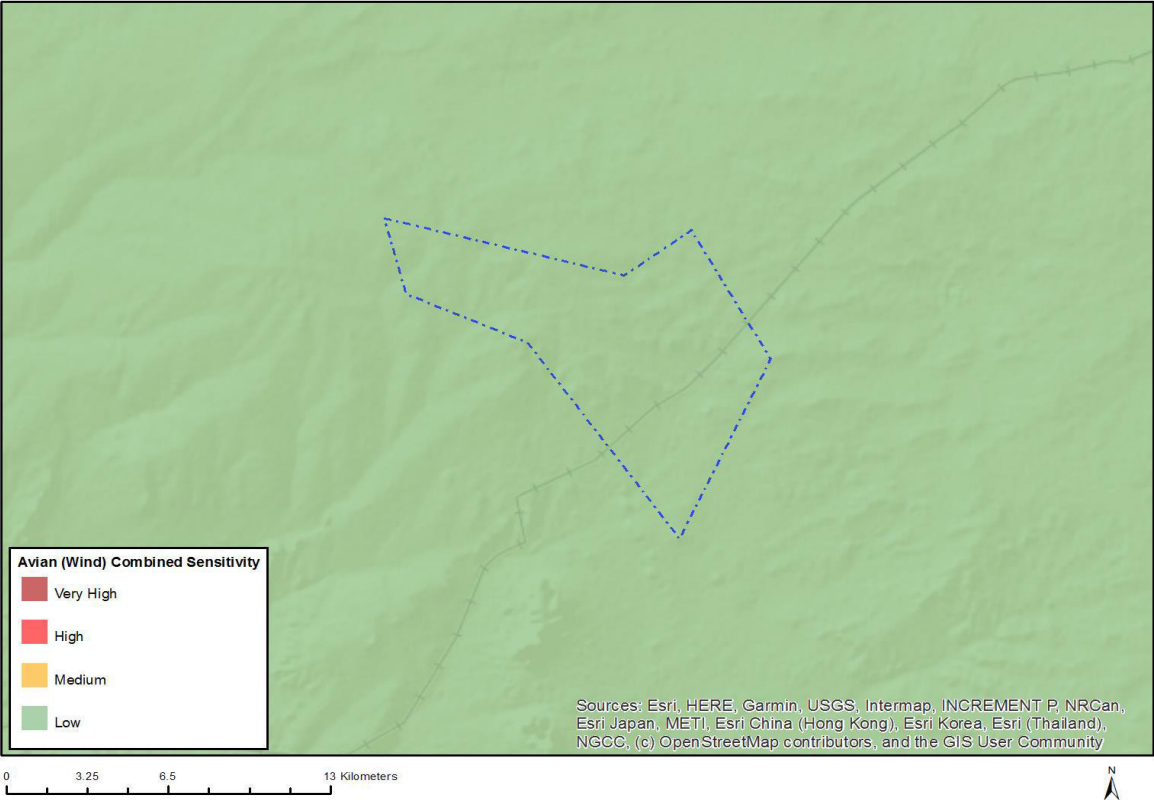 Avian (Wind) Combined Sensitivity
Very High
High
Medium
Low
Sources: Esri, HERE, Garmin, USGS, Intermap, INCREMENT P, NRCan,
Esri Japan, METI, Esri China (Hong Kong), Esri Korea, Esri (Thailand),
NGCC, (c) OpenStreetMap contributors, and the GIS User Community
0 3.25 6.5 13 Kilometers
N